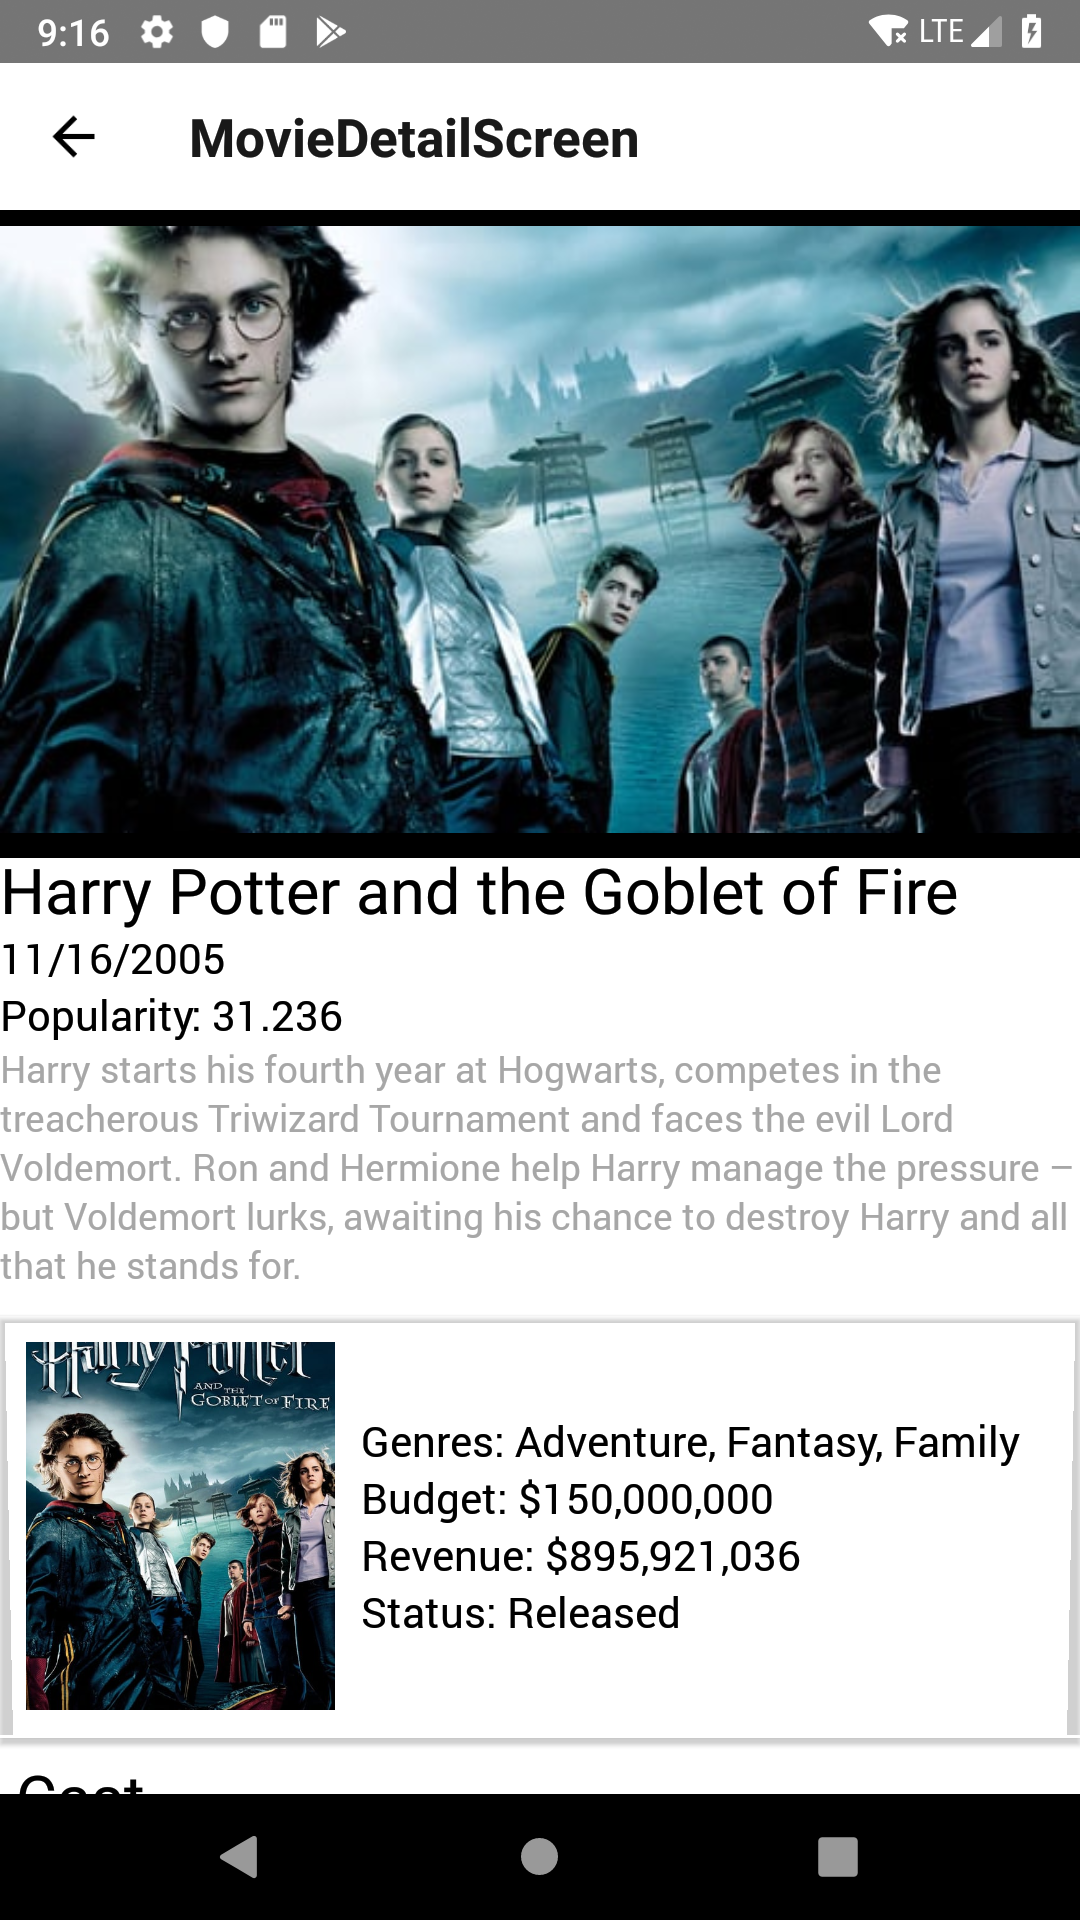 9:16
LTE
MovieDetailScreen
Harry Potter and the Goblet of Fire
11/16/2005
Popularity: 31.236
Harry starts his fourth year at Hogwarts, competes in the
treacherous Triwizard Tournament and faces the evil Lord
Voldemort. Ron and Hermione help Harry manage the pressure –
but Voldemort lurks, awaiting his chance to destroy Harry and all
that he stands for.
Harry Potter
AND THE
GOBLET OF FIRE
Genres: Adventure, Fantasy, Family
Budget: $150,000,000
Revenue: $895,921,036
Status: Released
Cast